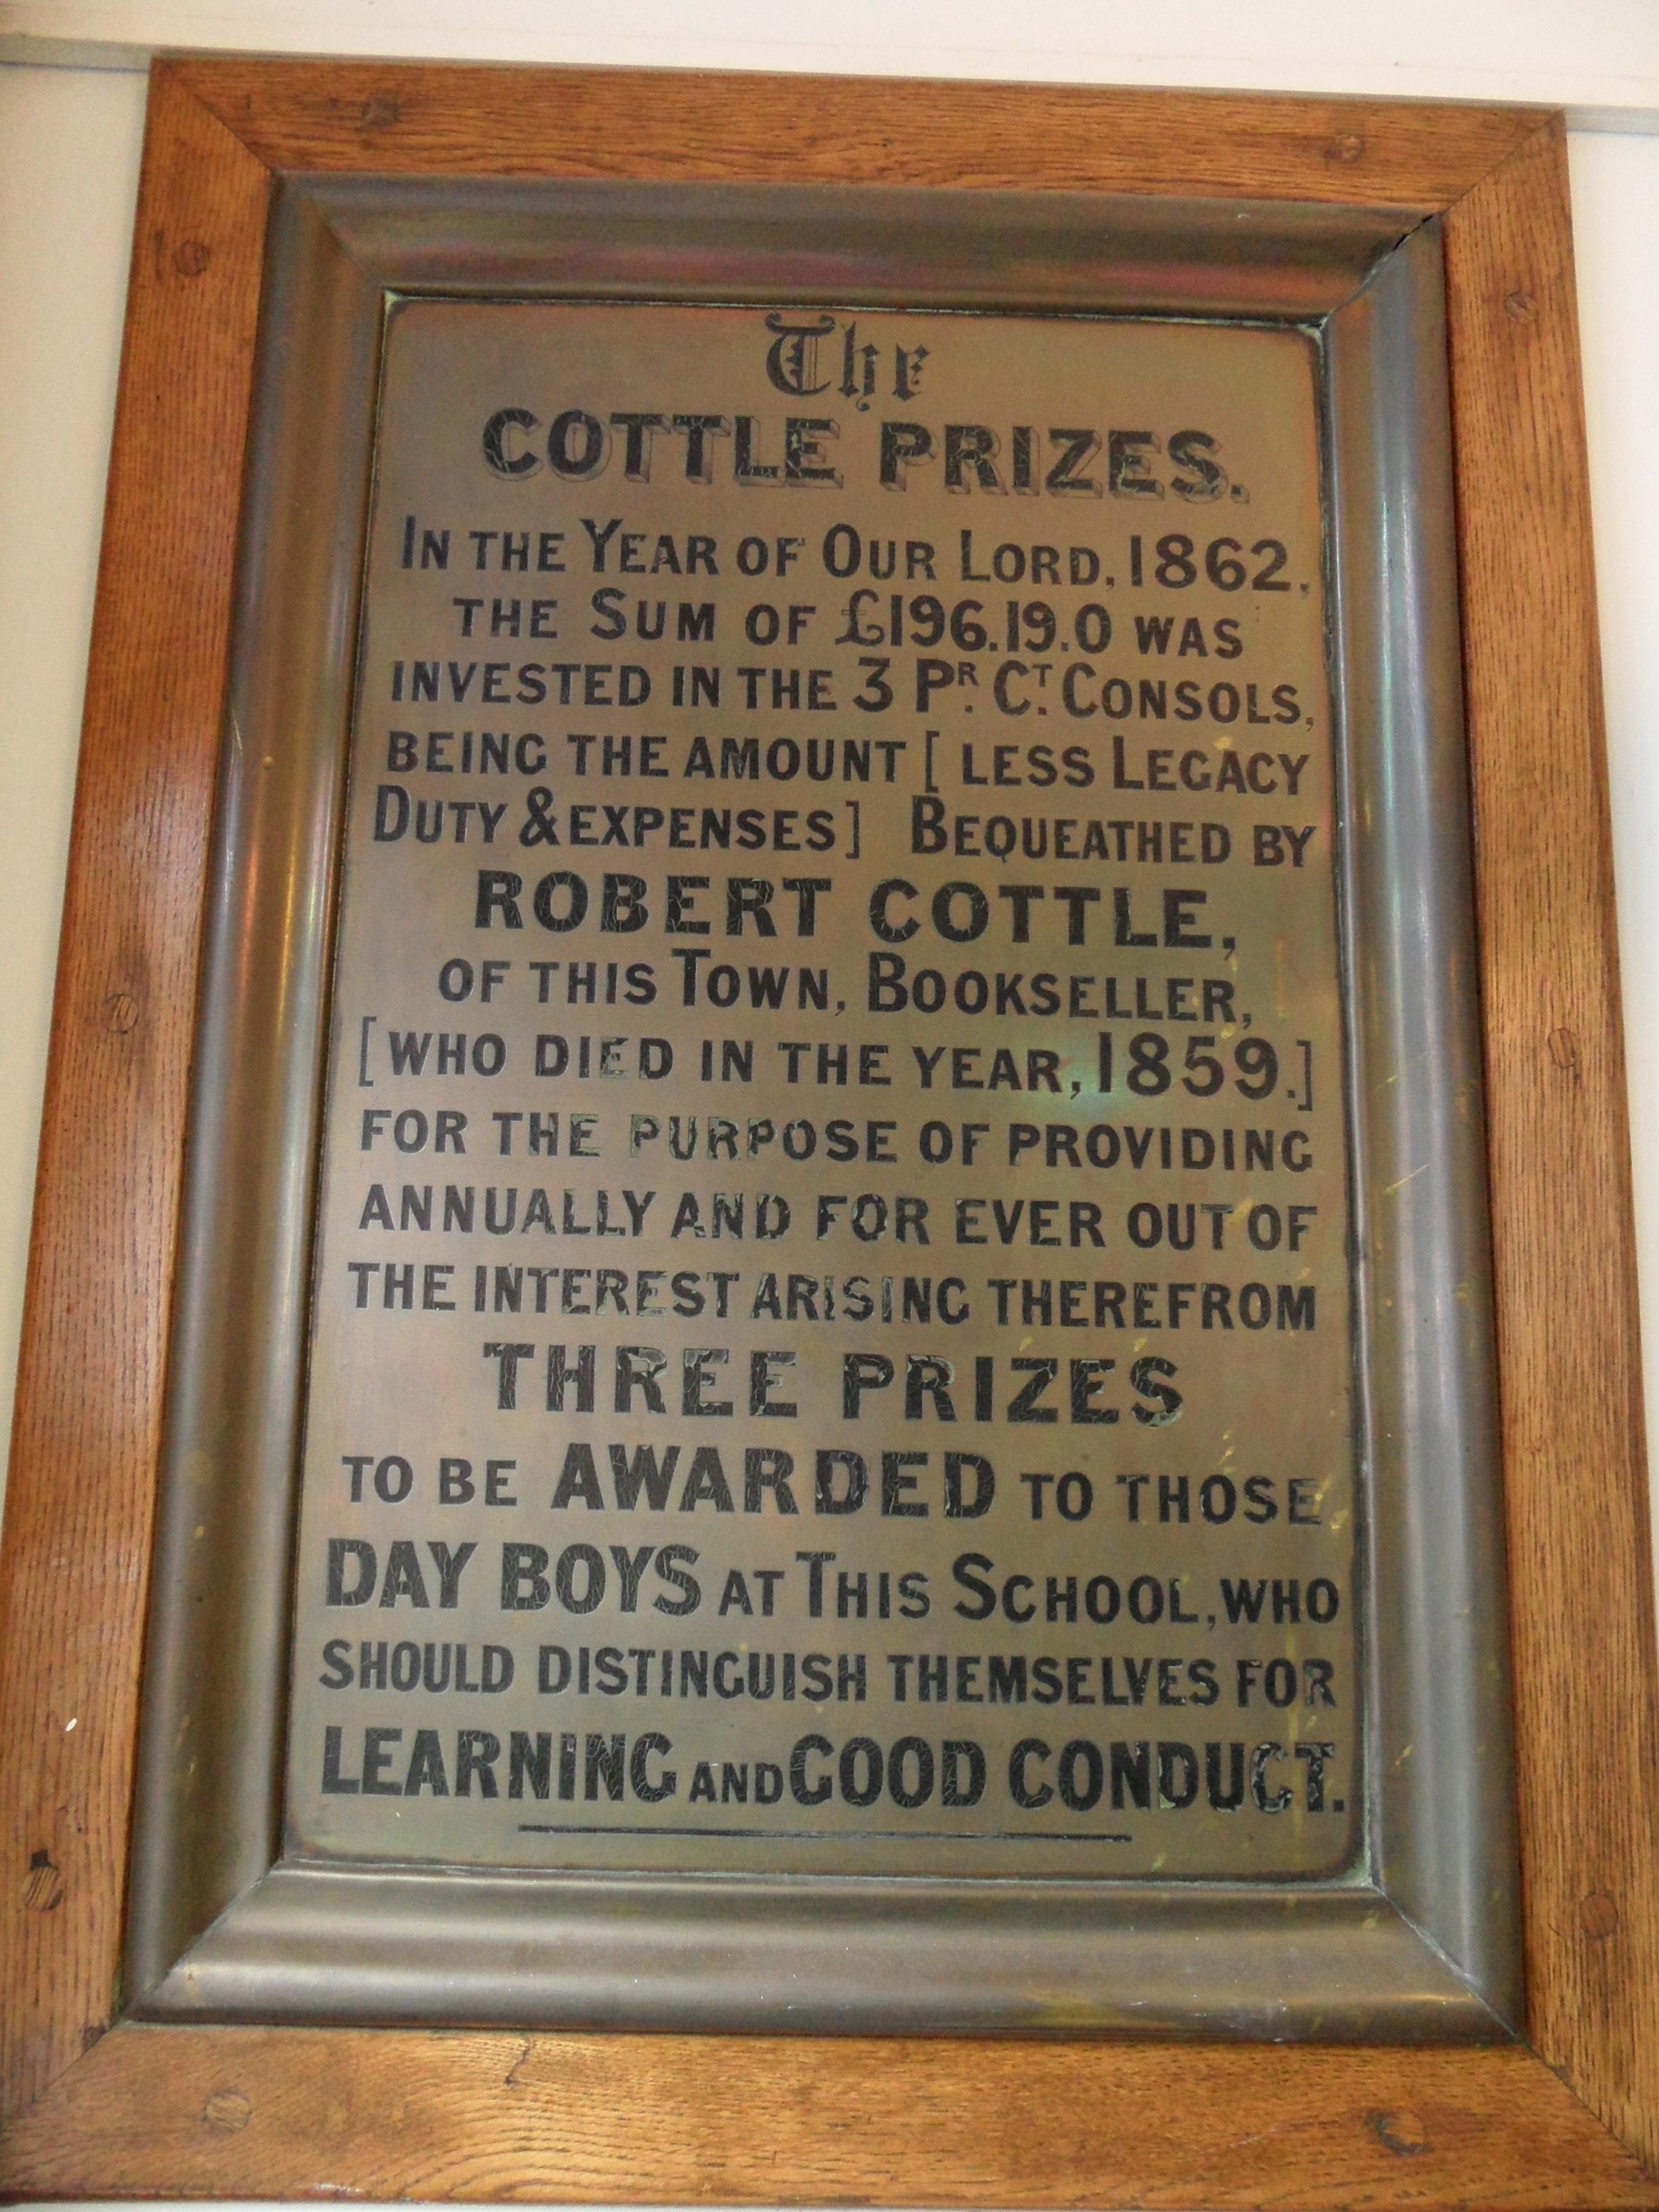 The
COTTLE PRIZES.
IN THE YEAR OF OUR LORD, 1862,
THE SUM OF £196.19.0 WAS
INVESTED IN THE 3 PR. CT. CONSOLS,
BEING THE AMOUNT [ LESS LEGACY
DUTY & EXPENSES ] BEQUEATHED BY
ROBERT COTTLE,
OF THIS TOWN, BOOKSELLER,
[WHO DIED IN THE YEAR, 1859.]
FOR THE PURPOSE OF PROVIDING
ANNUALLY AND FOR EVER OUT OF
THE INTEREST ARISING THEREFROM
THREE PRIZES
TO BE AWARDED TO THOSE
DAY BOYS AT THIS SCHOOL, WHO
SHOULD DISTINGUISH THEMSELVES FOR
LEARNING AND GOOD CONDUCT.